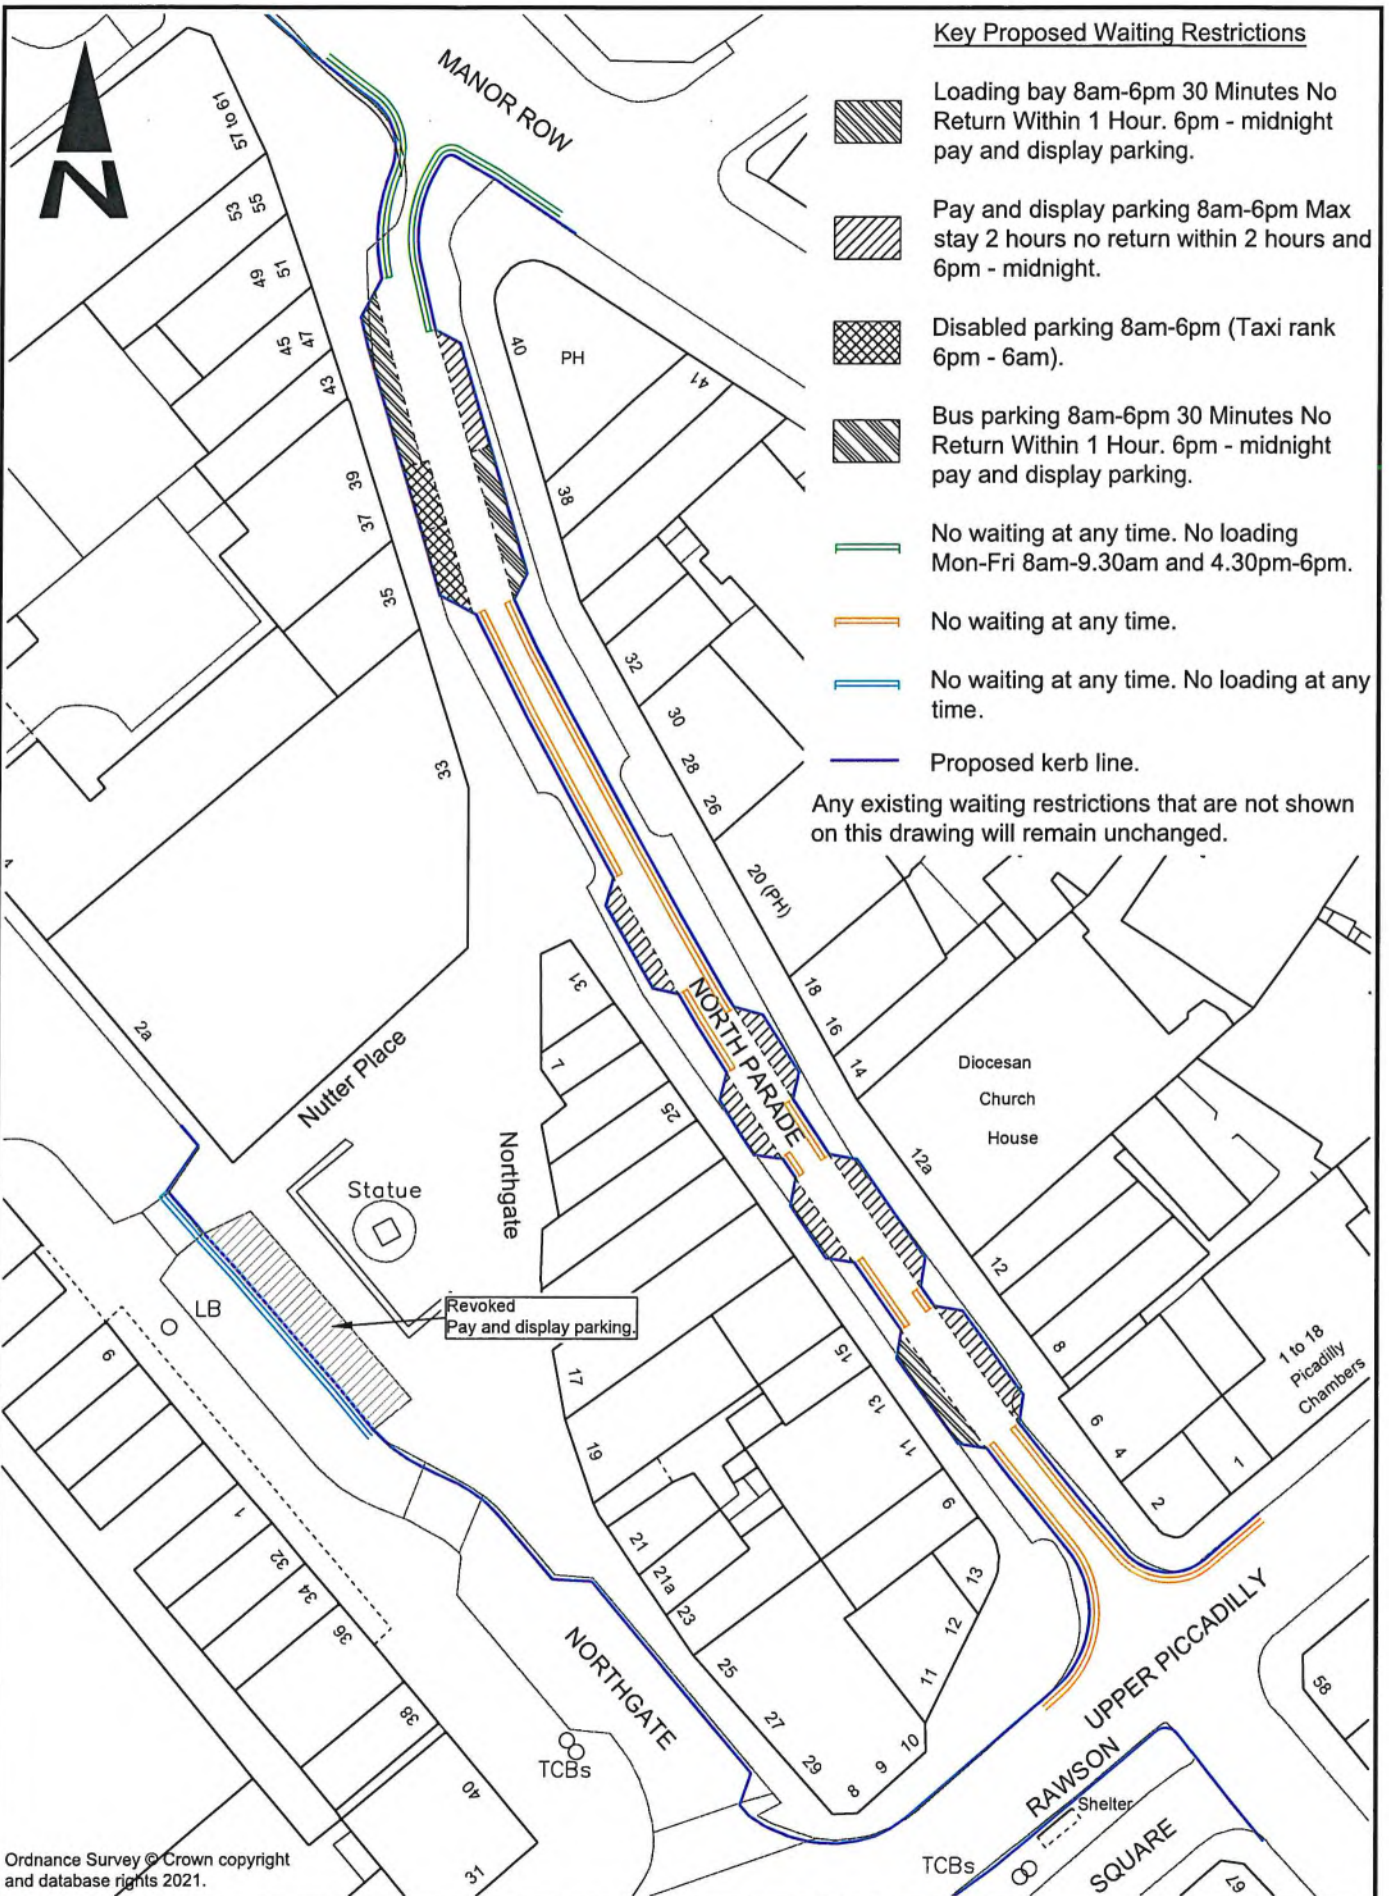 Key Proposed Waiting Restrictions
Loading bay 8am-6pm 30 Minutes No
Return Within 1 Hour. 6pm - midnight
pay and display parking.
Pay and display parking 8am-6pm Max
stay 2 hours no return within 2 hours and
6pm - midnight.
Disabled parking 8am-6pm (Taxi rank
6pm - 6am).
Bus parking 8am-6pm 30 Minutes No
Return Within 1 Hour. 6pm - midnight
pay and display parking.
No waiting at any time. No loading
Mon-Fri 8am-9.30am and 4.30pm-6pm.
No waiting at any time.
No waiting at any time. No loading at any
time.
Proposed kerb line.
Any existing waiting restrictions that are not shown
on this drawing will remain unchanged.
N
MANOR ROW
57 to 61
55
53
51
49
47
45
43
39
37
35
33
40
PH
41
38
32
30
28
26
20 (PH)
18
16
14
12a
12
8
6
4
2
1
1 to 18
Picadilly
Chambers
Diocesan
Church
House
NORTH PARADE
31
7
25
15
13
11
9
2a
Nutter Place
Northgate
Statue
LB
Revoked
Pay and display parking.
17
19
21
21a
23
25
27
29
8
9
10
11
12
13
9
1
32
34
36
38
40
31
NORTHGATE
TCBs
UPPER PICCADILLY
RAWSON
SQUARE
Shelter
TCBs
58
67
Ordnance Survey © Crown copyright
and database rights 2021.